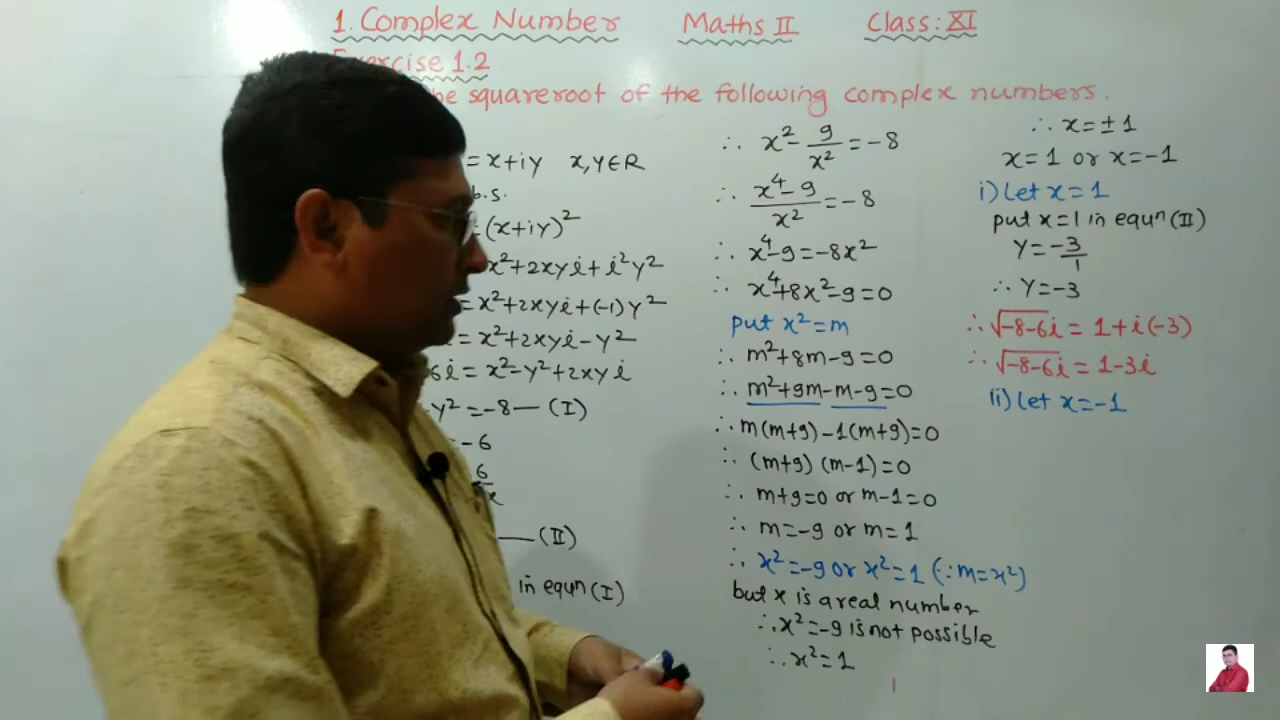 1. Complex Number Maths II Class: XI
Exercise 1.2
squareroot of the following complex numbers.
= x+iy x,y∈R
b.s.
=(x+iy)²
x²+2xyi+i²y²
= x²+2xyi+(-1)y²
= x²+2xyi-y²
6i = x²-y²+2xyi
y² = -8 — (I)
= -6
6
x
— (II)
in equn (I)
∴ x² - 9/x² = -8
∴ x⁴-9/x² = -8
∴ x⁴-9 = -8x²
∴ x⁴+8x²-9=0
put x²=m
∴ m²+8m-9=0
∴ m²+9m-m-9=0
∴ m(m+9)-1(m+9)=0
∴ (m+9) (m-1)=0
∴ m+9=0 or m-1=0
∴ m=-9 or m=1
∴ x²=-9 or x²=1 (∵m=x²)
but x is a real number
∴x²=-9 is not possible
∴x²=1
∴ x=±1
x=1 or x=-1
i) Let x=1
put x=1 in equn (II)
y=-3/1
∴ y=-3
∴ √-8-6i = 1+i(-3)
∴ √-8-6i = 1-3i
(ii) Let x=-1